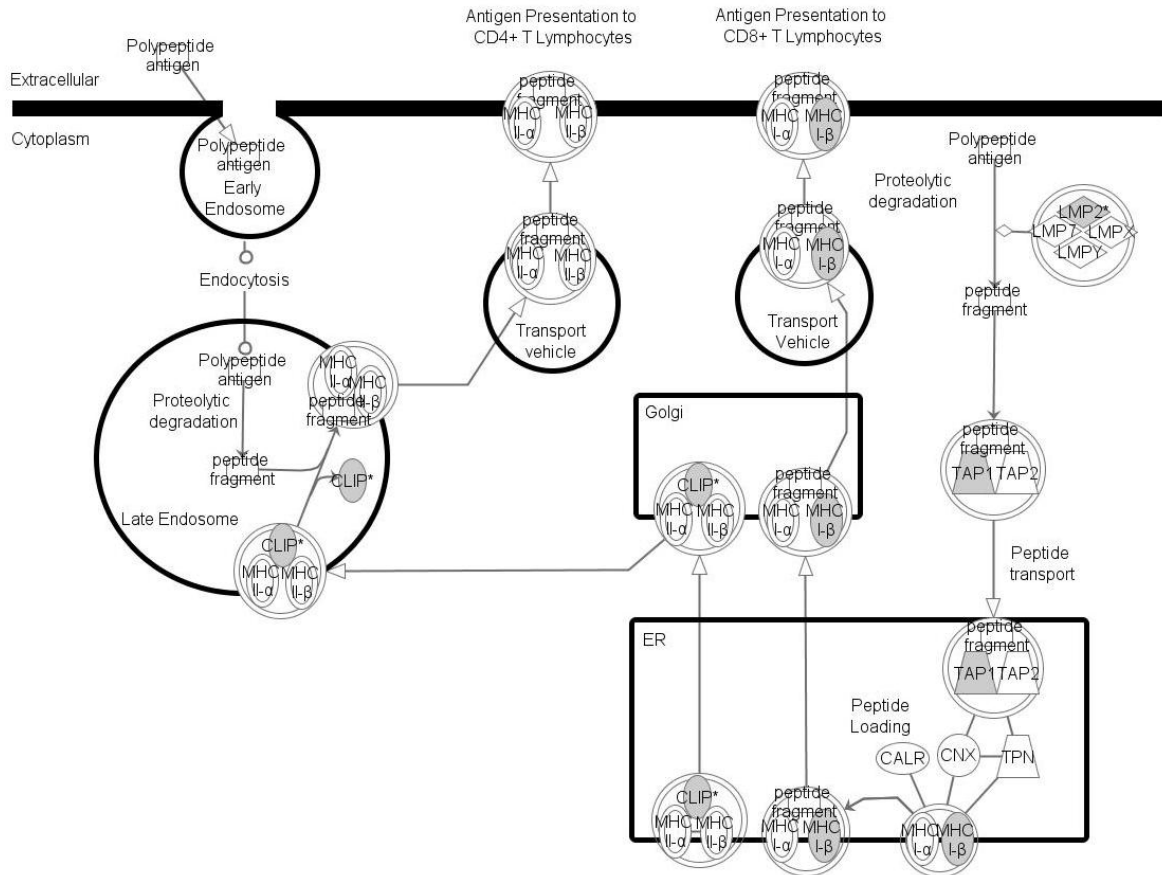 Antigen Presentation to
CD4+ T Lymphocytes
Antigen Presentation to
CD8+ T Lymphocytes
Polypeptide
antigen
Extracellular
Cytoplasm
peptide
fragment
MHC
II-α
MHC
II-β
peptide
fragment
MHC
I-α
MHC
I-β
Polypeptide
antigen
Early
Endosome
Polypeptide
antigen
Proteolytic
degradation
LMP2*
LMP7
LMPX
LMPY
peptide
fragment
MHC
II-α
MHC
II-β
Transport
vehicle
peptide
fragment
MHC
I-α
MHC
I-β
Transport
Vehicle
Endocytosis
peptide
fragment
Polypeptide
antigen
Proteolytic
degradation
peptide
fragment
MHC
II-α
MHC
II-β
peptide
fragment
CLIP*
Late Endosome
CLIP*
MHC
II-α
MHC
II-β
Golgi
CLIP*
MHC
II-α
MHC
II-β
peptide
fragment
MHC
I-α
MHC
I-β
peptide
fragment
TAP1
TAP2
Peptide
transport
ER
peptide
fragment
TAP1
TAP2
Peptide
Loading
CALR
CNX
TPN
CLIP*
MHC
II-α
MHC
II-β
peptide
fragment
MHC
I-α
MHC
I-β
MHC
I-α
MHC
I-β